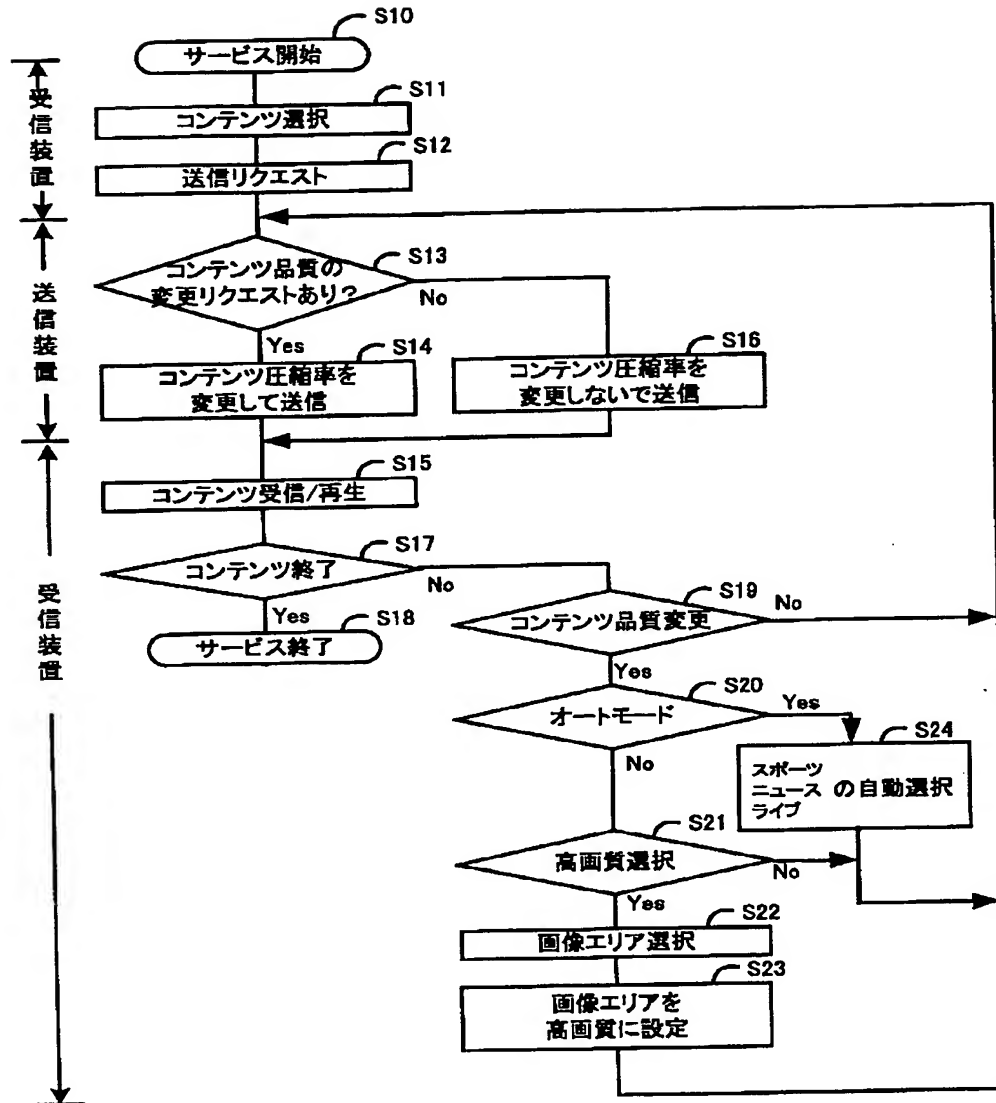 S10
サービス開始
S11
コンテンツ選択
S12
送信リクエスト
受信装置
S13
コンテンツ品質の
変更リクエストあり?
No
Yes
S14
コンテンツ圧縮率を
変更して送信
S16
コンテンツ圧縮率を
変更しないで送信
送信装置
S15
コンテンツ受信/再生
S17
コンテンツ終了
No
Yes
S18
サービス終了
受信装置
S19
コンテンツ品質変更
No
Yes
S20
オートモード
Yes
No
S24
スポーツ
ニュース の自動選択
ライブ
S21
高画質選択
No
Yes
S22
画像エリア選択
S23
画像エリアを
高画質に設定